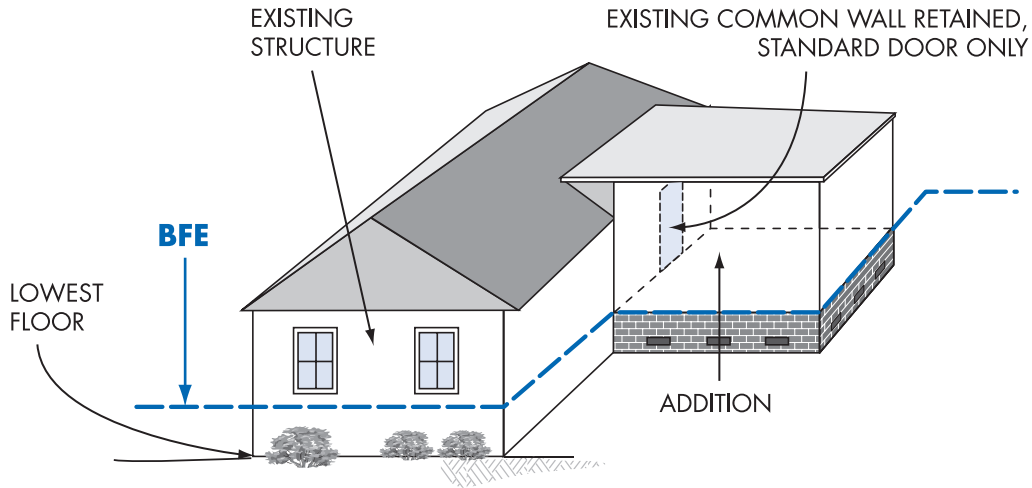 EXISTING
STRUCTURE
EXISTING COMMON WALL RETAINED,
STANDARD DOOR ONLY
BFE
LOWEST
FLOOR
ADDITION